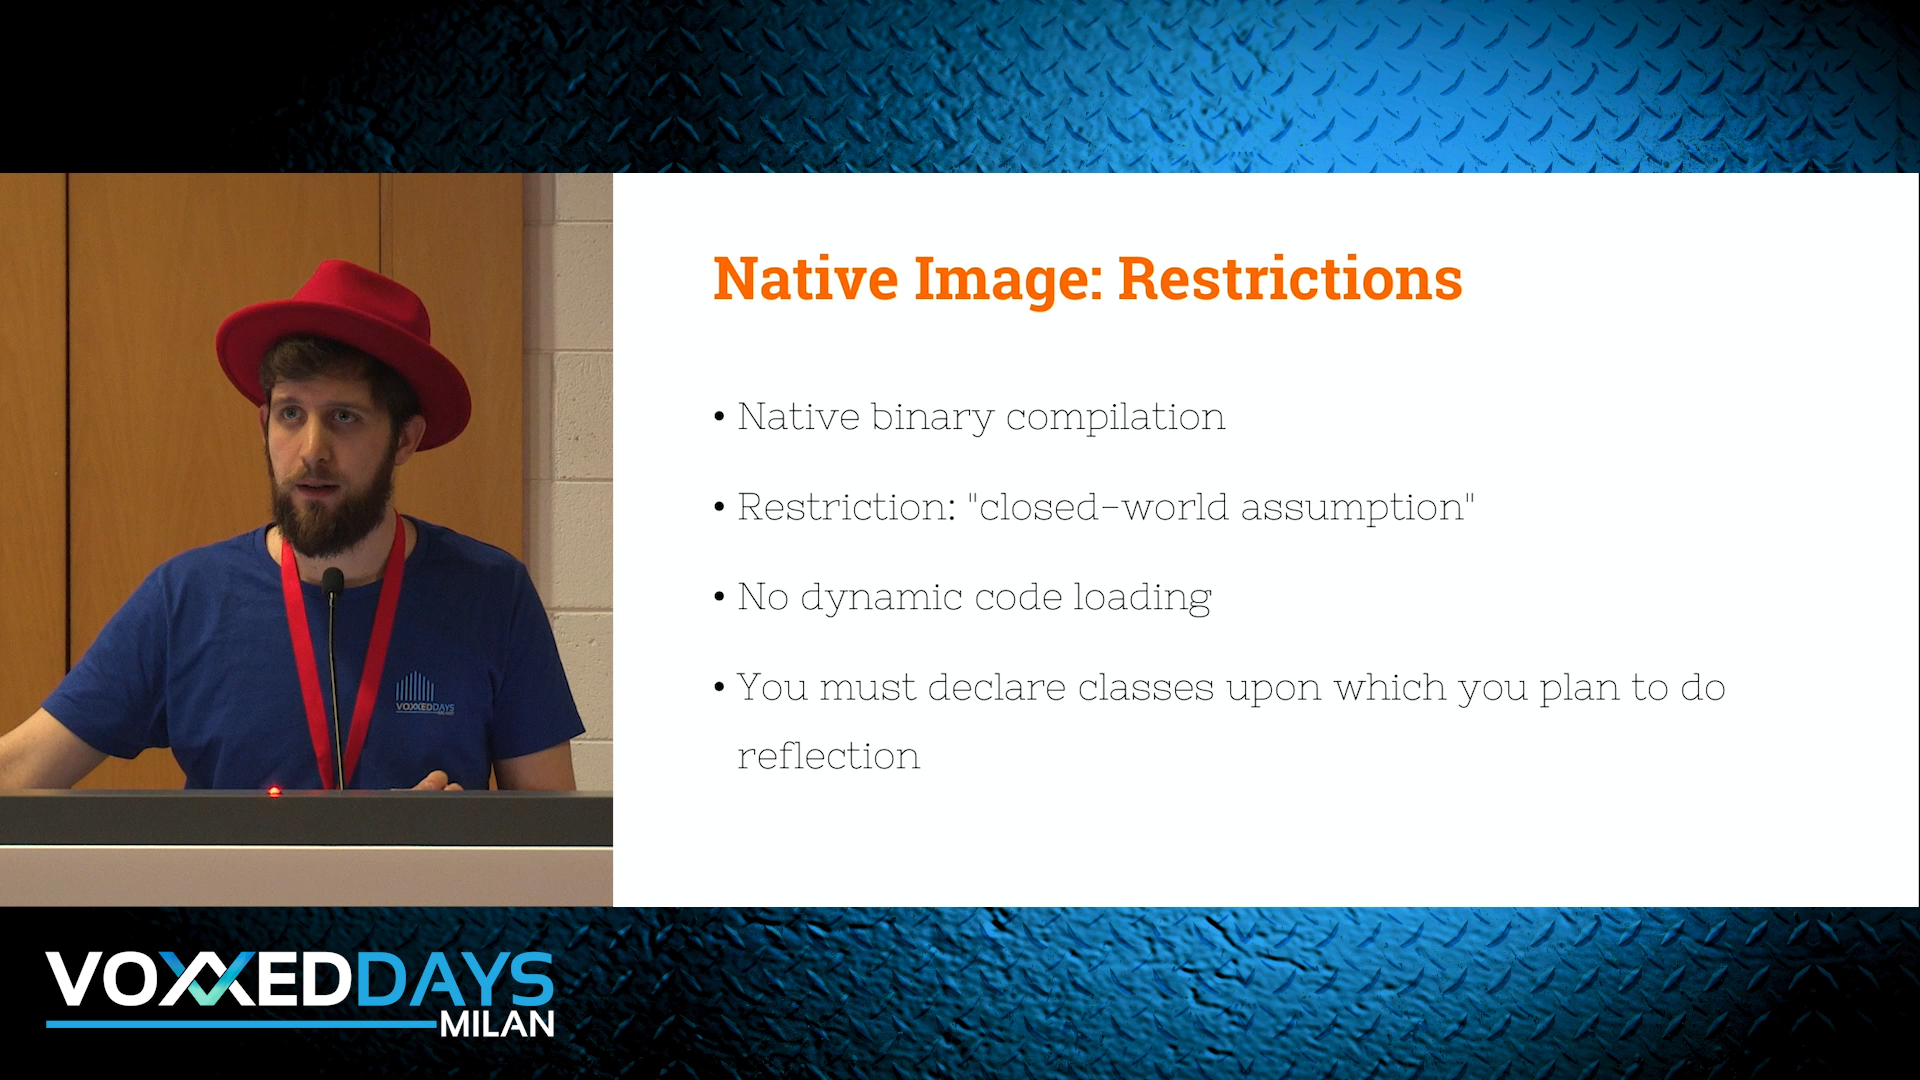 Native Image: Restrictions
• Native binary compilation
• Restriction: "closed-world assumption"
• No dynamic code loading
• You must declare classes upon which you plan to do
reflection
VOXXEDDAYS
VOXXEDDAYS
MILAN